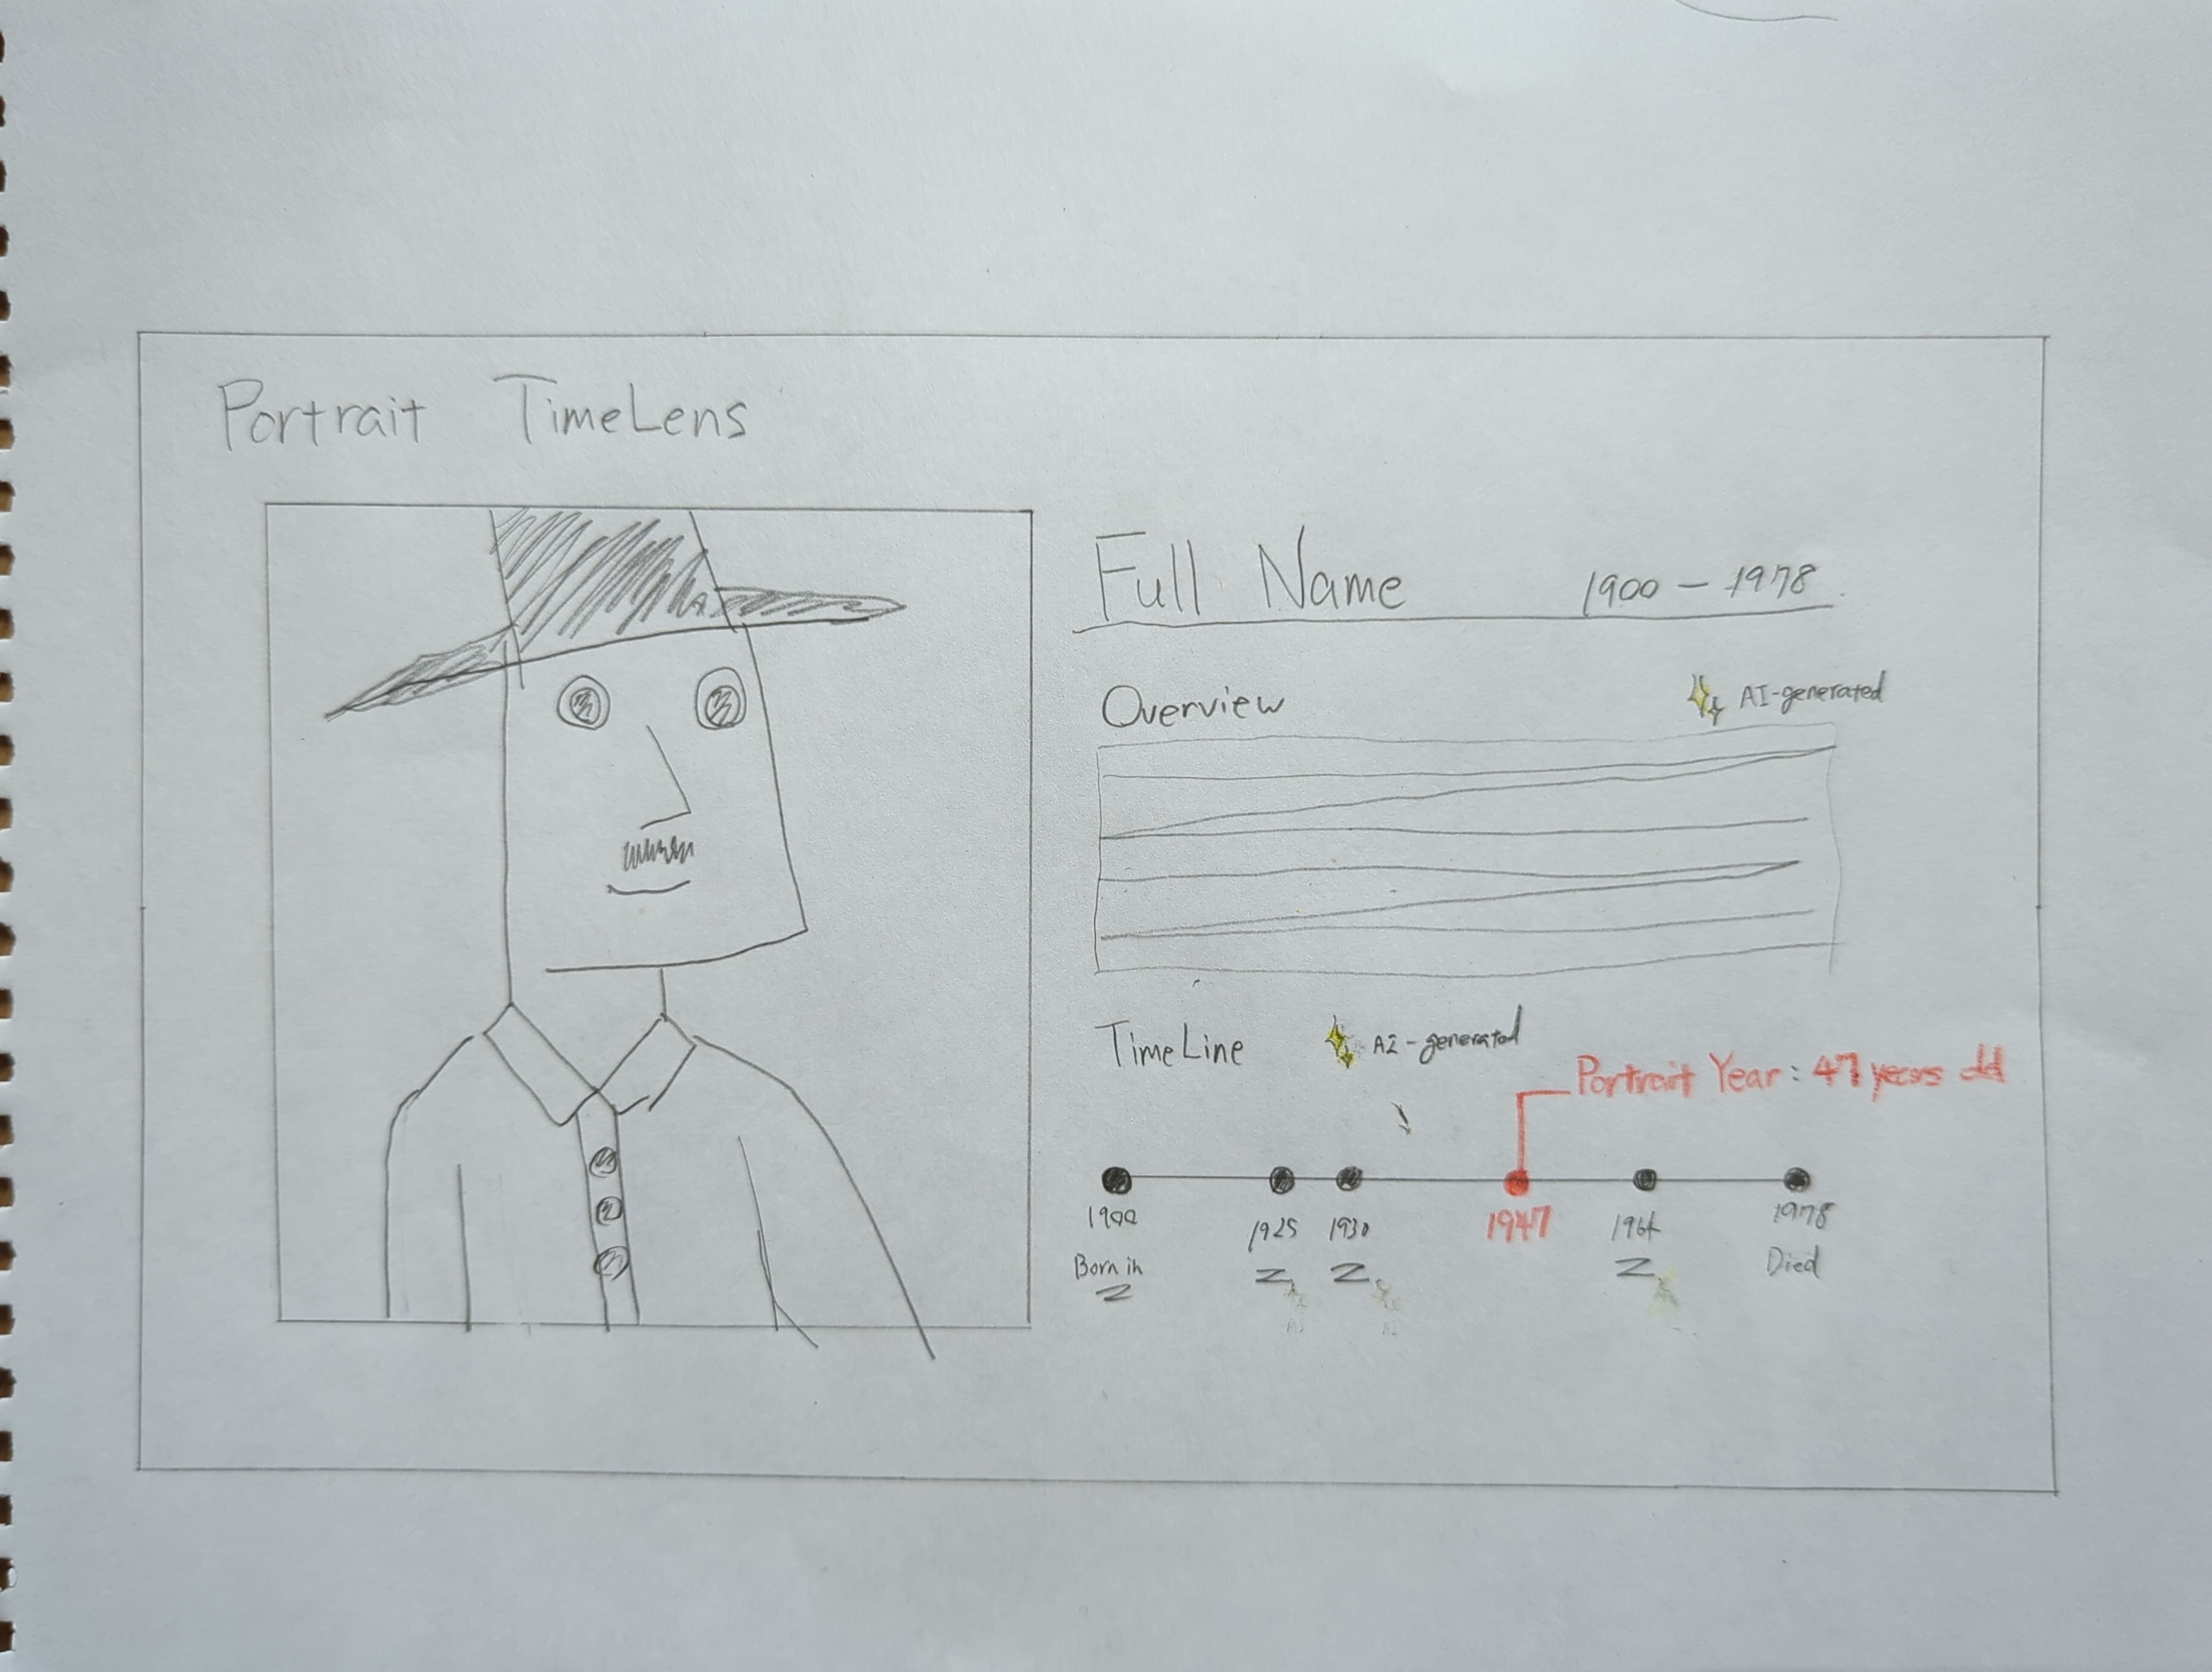 Portrait TimeLens
Full Name 1900 - 1978
Overview AI-generated
TimeLine AI-generated
Portrait Year: 47 years old
1900 1925 1930 1947 1964 1978
Born in Died